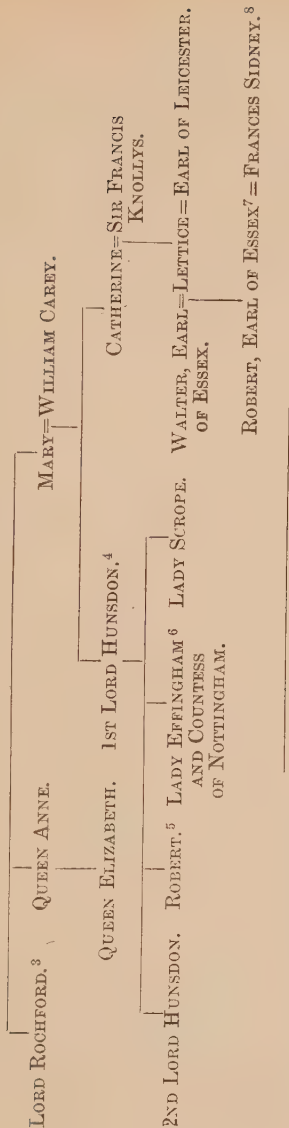 LORD ROCHFORD.³ QUEEN ANNE. MARY=WILLIAM CAREY.
QUEEN ELIZABETH. 1ST LORD HUNSDON.⁴ CATHERINE=SIR FRANCIS
KNOLLYS.
2ND LORD HUNSDON. ROBERT.⁵ LADY EFFINGHAM⁶ LADY SCROPE. WALTER, EARL=LETTICE=EARL OF LEICESTER.
AND COUNTESS OF ESSEX.
OF NOTTINGHAM.
ROBERT, EARL OF ESSEX⁷=FRANCES SIDNEY.⁸